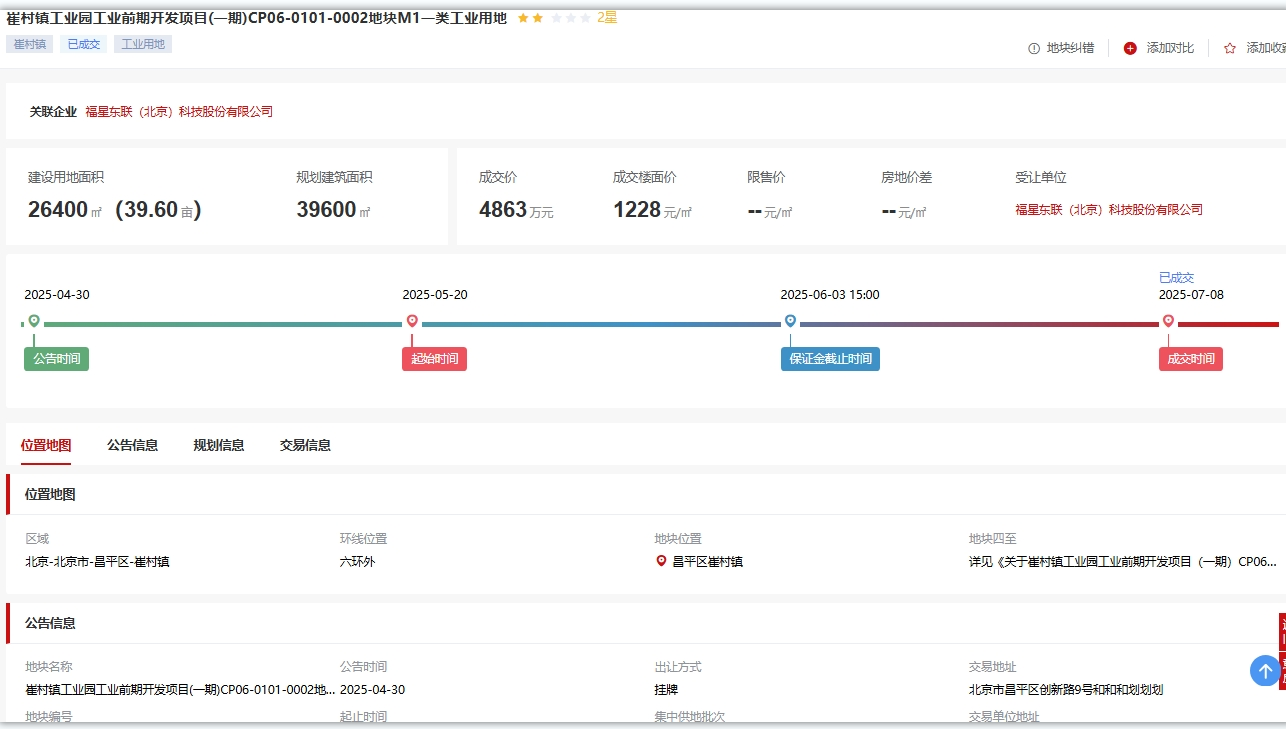 崔村镇工业园工业前期开发项目(一期)CP06-0101-0002地块M1一类工业用地 2星
崔村镇 已成交 工业用地
地块纠错 添加对比 添加收
关联企业 福星东联（北京）科技股份有限公司
建设用地面积 规划建筑面积 成交价 成交楼面价 限售价 房地价差 受让单位
26400㎡ (39.60亩) 39600㎡ 4863万元 1228元/㎡ --元/㎡ --元/㎡ 福星东联（北京）科技股份有限公司
已成交
2025-04-30 2025-05-20 2025-06-03 15:00 2025-07-08
公告时间 起始时间 保证金截止时间 成交时间
位置地图 公告信息 规划信息 交易信息
位置地图
区域 环线位置 地块位置 地块四至
北京-北京市-昌平区-崔村镇 六环外 昌平区崔村镇 详见《关于崔村镇工业园工业前期开发项目（一期）CP06...
公告信息
地块名称 公告时间 出让方式 交易地址
崔村镇工业园工业前期开发项目(一期)CP06-0101-0002地... 2025-04-30 挂牌 北京市昌平区创新路9号和和和划划划
地块编号 起止时间 集中供地批次 交易单位地址